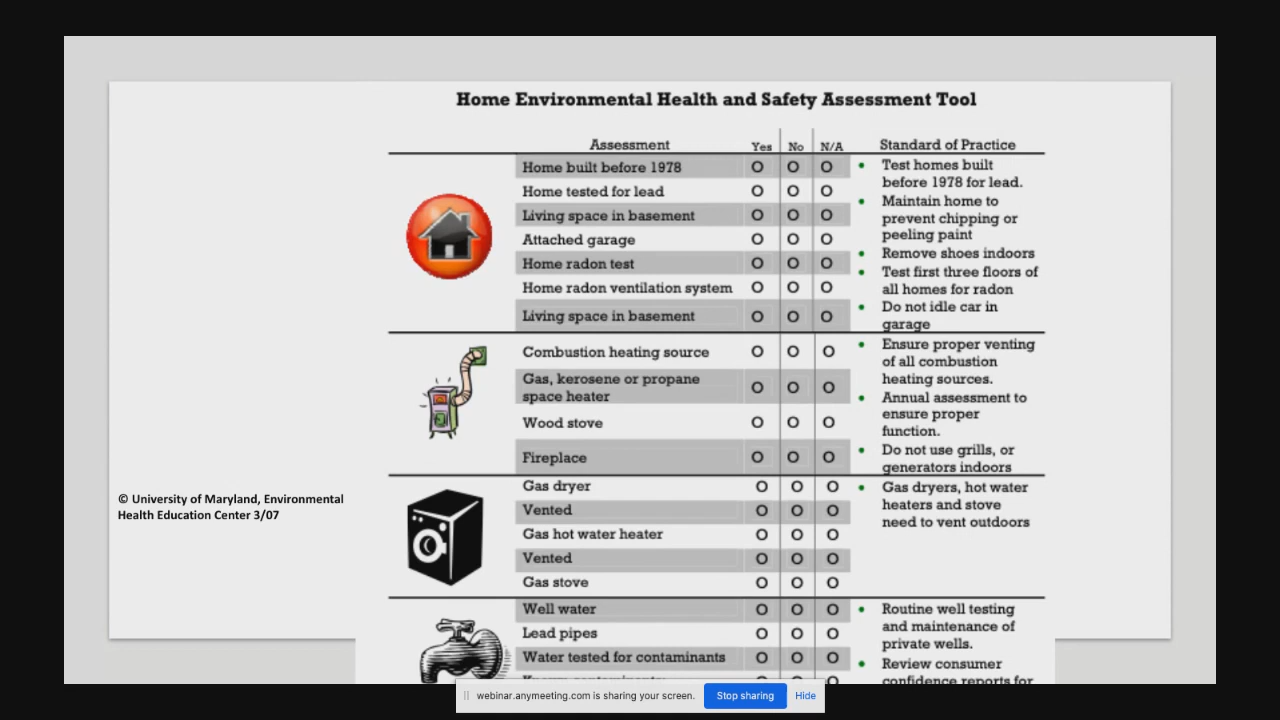 Home Environmental Health and Safety Assessment Tool
Assessment Yes No N/A Standard of Practice
Home built before 1978 O O O
Home tested for lead O O O
Living space in basement O O O
Attached garage O O O
Home radon test O O O
Home radon ventilation system O O O
Living space in basement O O O
• Test homes built
before 1978 for lead.
• Maintain home to
prevent chipping or
peeling paint
• Remove shoes indoors
• Test first three floors of
all homes for radon
• Do not idle car in
garage
Combustion heating source O O O
Gas, kerosene or propane
space heater O O O
Wood stove O O O
Fireplace O O O
• Ensure proper venting
of all combustion
heating sources.
• Annual assessment to
ensure proper
function.
• Do not use grills, or
generators indoors
Gas dryer O O O
Vented O O O
Gas hot water heater O O O
Vented O O O
Gas stove O O O
• Gas dryers, hot water
heaters and stove
need to vent outdoors
© University of Maryland, Environmental
Health Education Center 3/07
Well water O O O
Lead pipes O O O
Water tested for contaminants O O O
• Routine well testing
and maintenance of
private wells.
• Review consumer
confidence reports for
webinar.anymeeting.com is sharing your screen. Stop sharing Hide